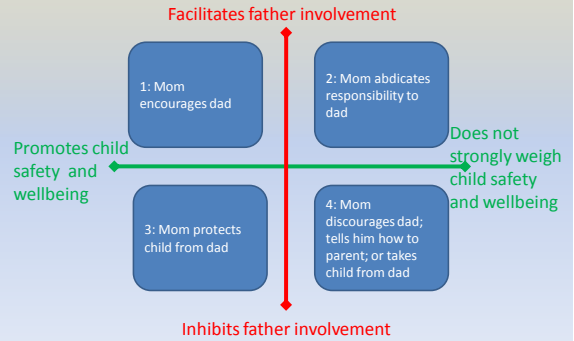 Facilitates father involvement
1: Mom
encourages dad
2: Mom abdicates
responsibility to
dad
Promotes child
safety and
wellbeing
Does not
strongly weigh
child safety
and wellbeing
3: Mom protects
child from dad
4: Mom
discourages dad;
tells him how to
parent; or takes
child from dad
Inhibits father involvement